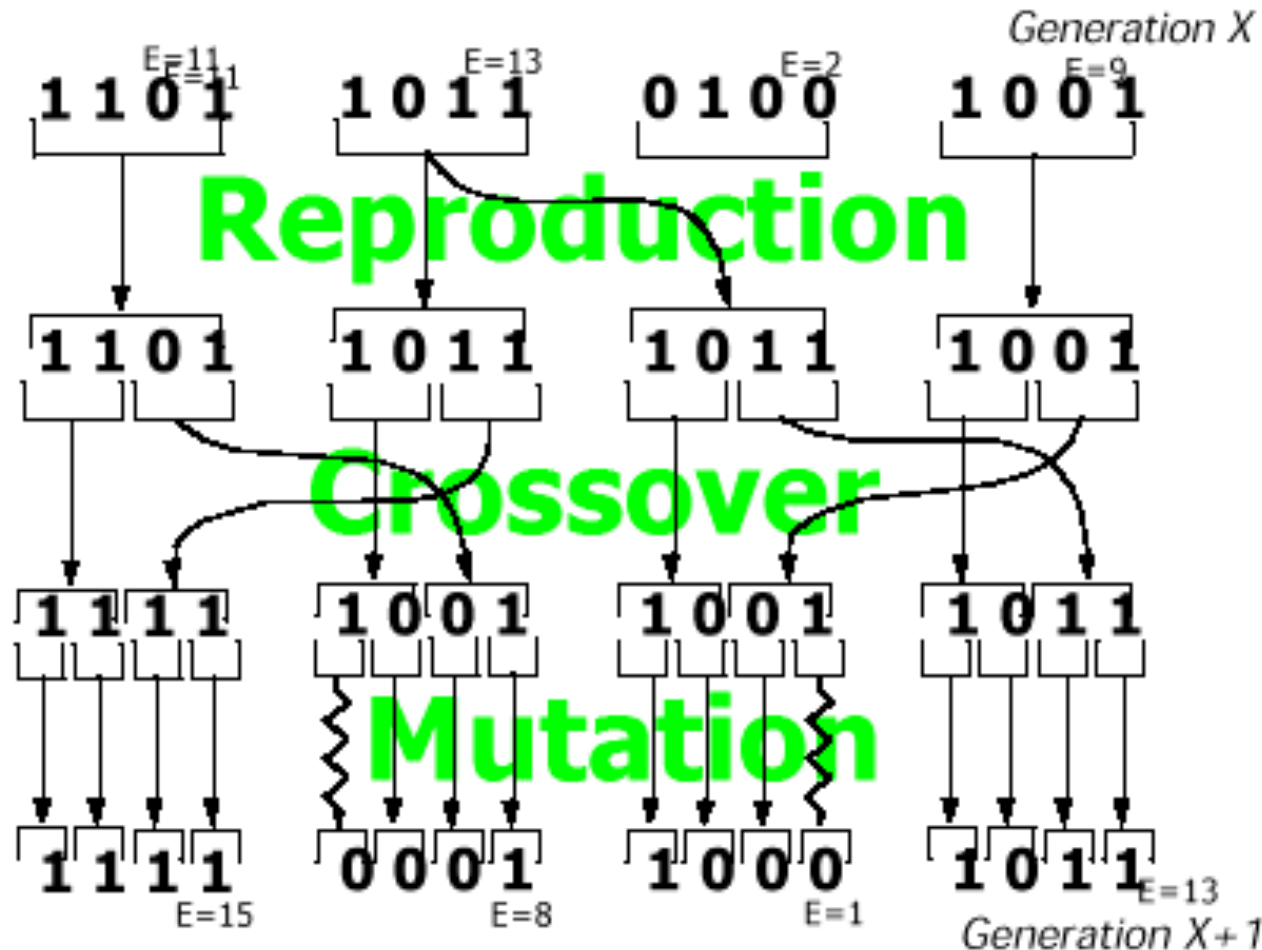 Generation X
E=11 E=13 E=2 E=9
E=11
1 1 0 1 1 0 1 1 0 1 0 0 1 0 0 1
Reproduction
1 1 0 1 1 0 1 1 1 0 1 1 1 0 0 1
Crossover
1 1 1 1 1 0 0 1 1 0 0 1 1 0 1 1
Mutation
1 1 1 1 0 0 0 1 1 0 0 0 1 0 1 1
E=15 E=8 E=1 E=13
Generation X+1